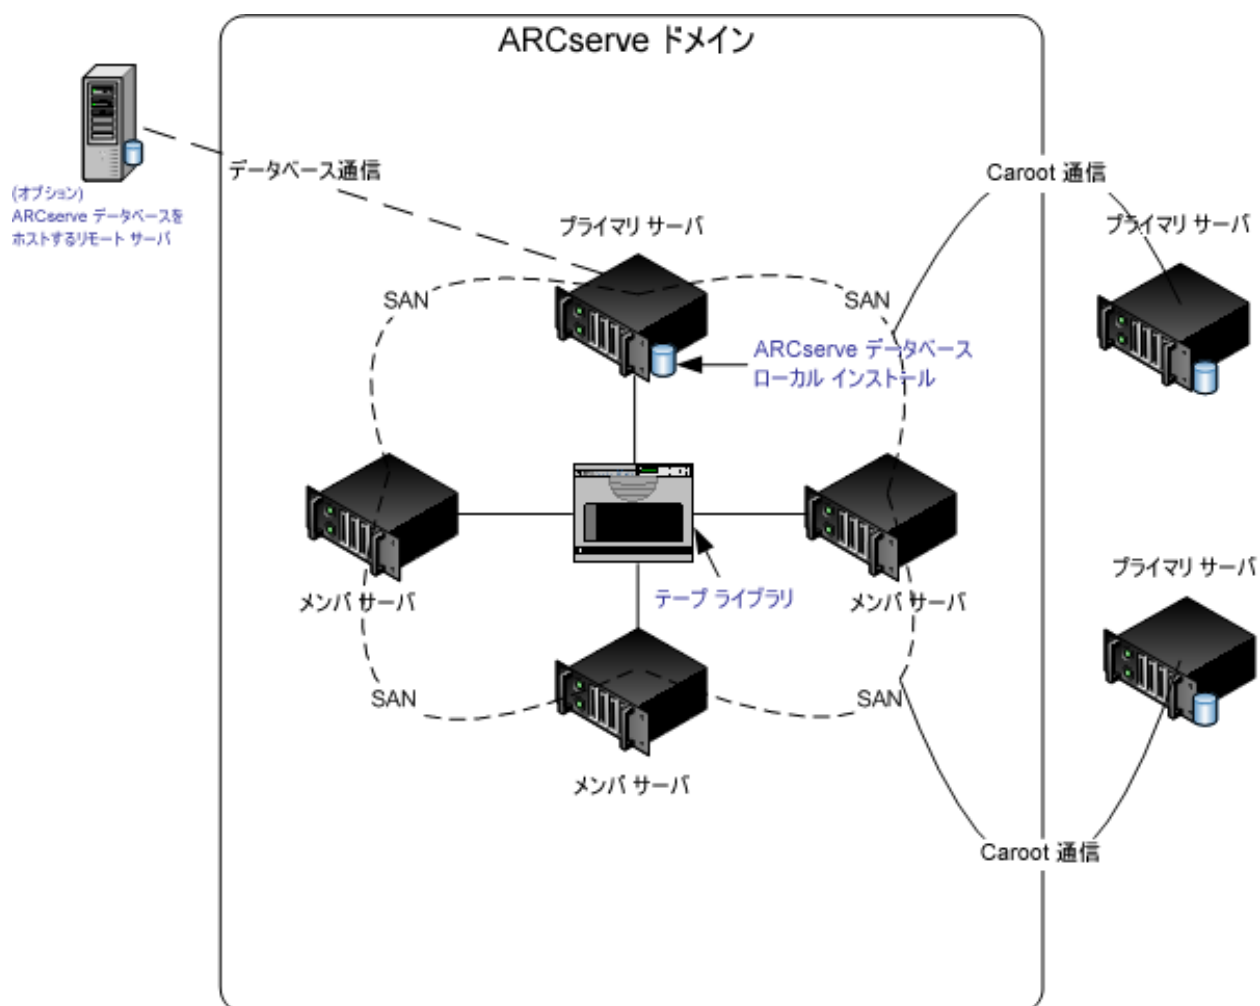 ARCserve ドメイン
(オプション)
ARCserve データベースを
ホストするリモート サーバ
データベース通信
Caroot 通信
プライマリ サーバ
プライマリ サーバ
SAN
SAN
ARCserve データベース
ローカル インストール
メンバ サーバ
テープ ライブラリ
メンバ サーバ
プライマリ サーバ
SAN
SAN
メンバ サーバ
Caroot 通信